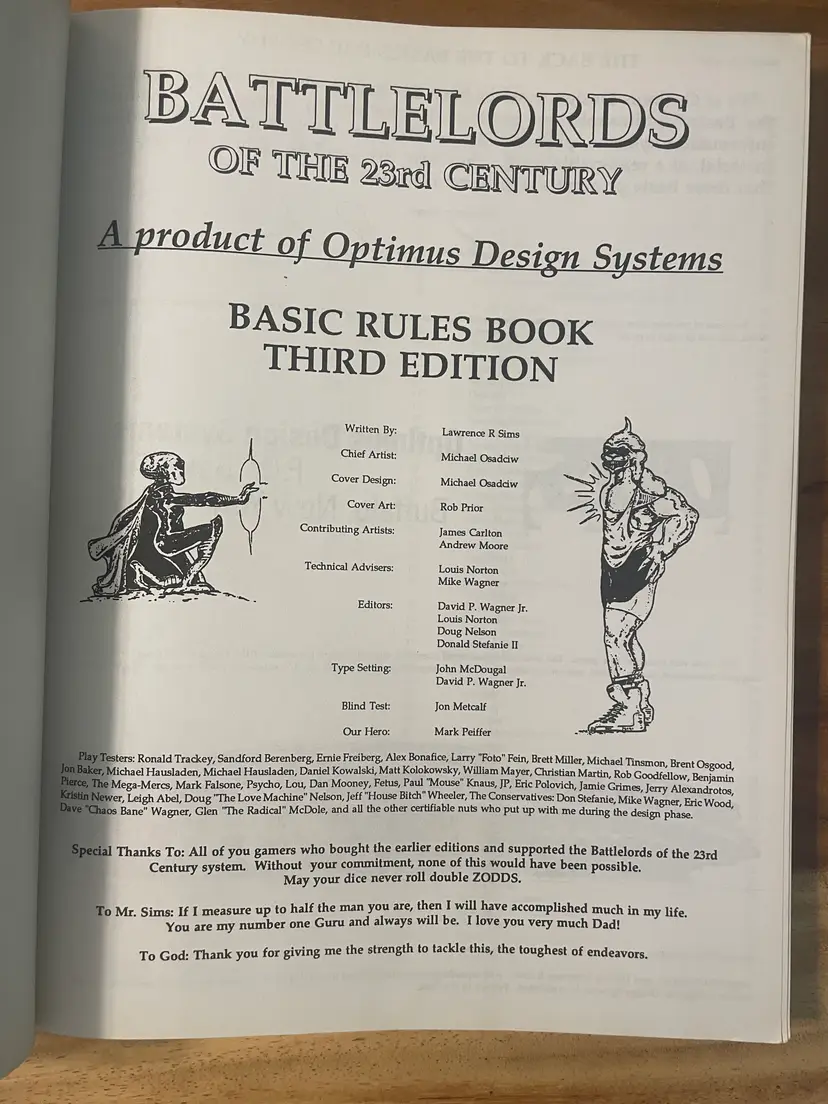 BATTLELORDS
OF THE 23rd CENTURY
A product of Optimus Design Systems
BASIC RULES BOOK
THIRD EDITION
Written By: Lawrence R Sims
Chief Artist: Michael Osadciw
Cover Design: Michael Osadciw
Cover Art: Rob Prior
Contributing Artists: James Carlton
Andrew Moore
Technical Advisers: Louis Norton
Mike Wagner
Editors: David P. Wagner Jr.
Louis Norton
Doug Nelson
Donald Stefanie II
Type Setting: John McDougal
David P. Wagner Jr.
Blind Test: Jon Metcalf
Our Hero: Mark Peiffer
Play Testers: Ronald Trackey, Sandford Berenberg, Ernie Freiberg, Alex Bonafice, Larry "Foto" Fein, Brett Miller, Michael Tinsmon, Brent Osgood,
Jon Baker, Michael Hausladen, Michael Hausladen, Daniel Kowalski, Matt Kolokowsky, William Mayer, Christian Martin, Rob Goodfellow, Benjamin
Pierce, The Mega-Mercs, Mark Falsone, Psycho, Lou, Dan Mooney, Fetus, Paul "Mouse" Knaus, JP, Eric Polovich, Jamie Grimes, Jerry Alexandrotos,
Kristin Newer, Leigh Abel, Doug "The Love Machine" Nelson, Jeff "House Bitch" Wheeler, The Conservatives: Don Stefanie, Mike Wagner, Eric Wood,
Dave "Chaos Bane" Wagner, Glen "The Radical" McDole, and all the other certifiable nuts who put up with me during the design phase.
Special Thanks To: All of you gamers who bought the earlier editions and supported the Battlelords of the 23rd
Century system. Without your commitment, none of this would have been possible.
May your dice never roll double ZODDS.
To Mr. Sims: If I measure up to half the man you are, then I will have accomplished much in my life.
You are my number one Guru and always will be. I love you very much Dad!
To God: Thank you for giving me the strength to tackle this, the toughest of endeavors.